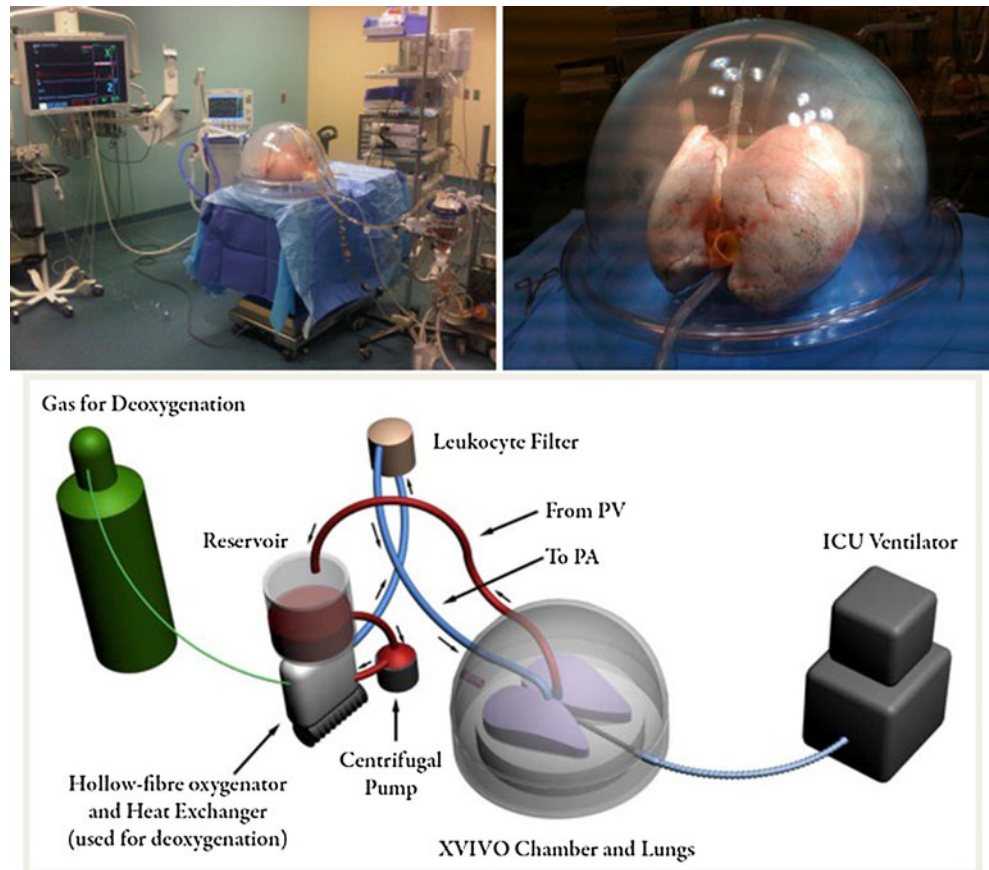 Gas for Deoxygenation
Leukocyte Filter
From PV
Reservoir
To PA
ICU Ventilator
Centrifugal
Pump
Hollow-fibre oxygenator
and Heat Exchanger
(used for deoxygenation)
XVIVO Chamber and Lungs